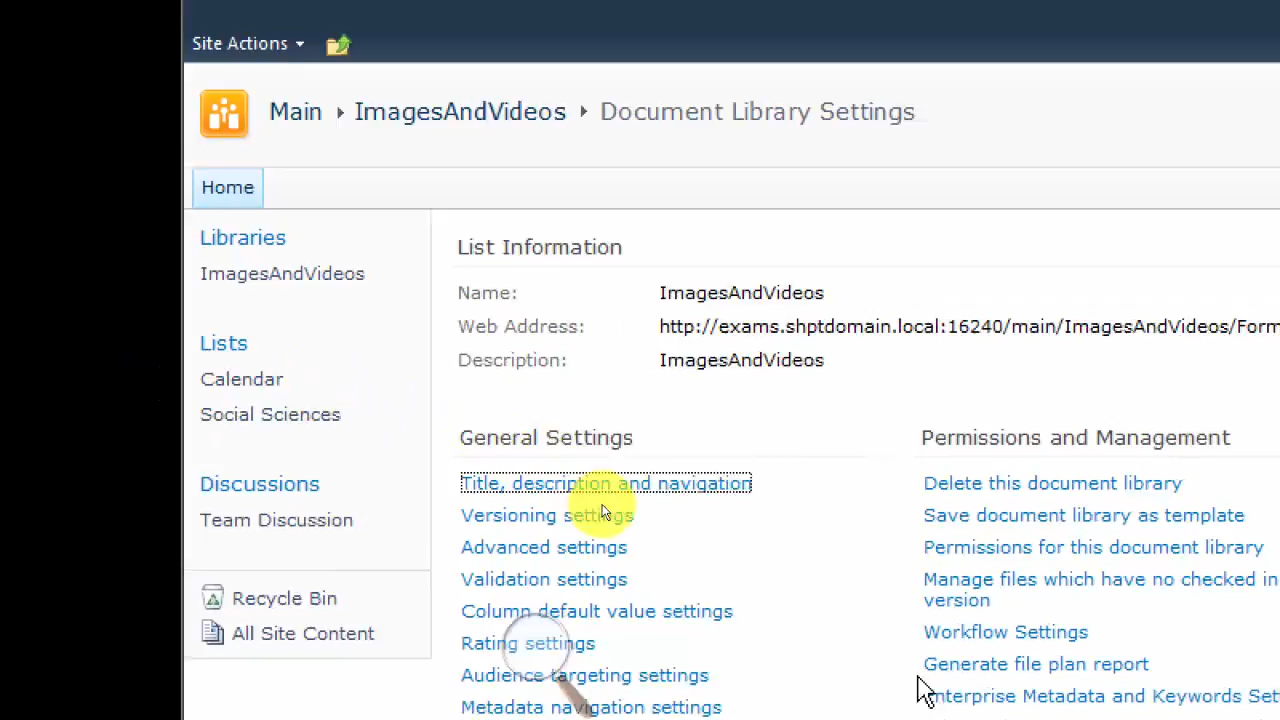 Site Actions
Main ▸ ImagesAndVideos ▸ Document Library Settings
Home
Libraries
ImagesAndVideos
Lists
Calendar
Social Sciences
Discussions
Team Discussion
Recycle Bin
All Site Content
List Information
Name: ImagesAndVideos
Web Address: http://exams.shptdomain.local:16240/main/ImagesAndVideos/Form
Description: ImagesAndVideos
General Settings
Title, description and navigation
Versioning settings
Advanced settings
Validation settings
Column default value settings
Rating settings
Audience targeting settings
Metadata navigation settings
Permissions and Management
Delete this document library
Save document library as template
Permissions for this document library
Manage files which have no checked in
version
Workflow Settings
Generate file plan report
Enterprise Metadata and Keywords Set